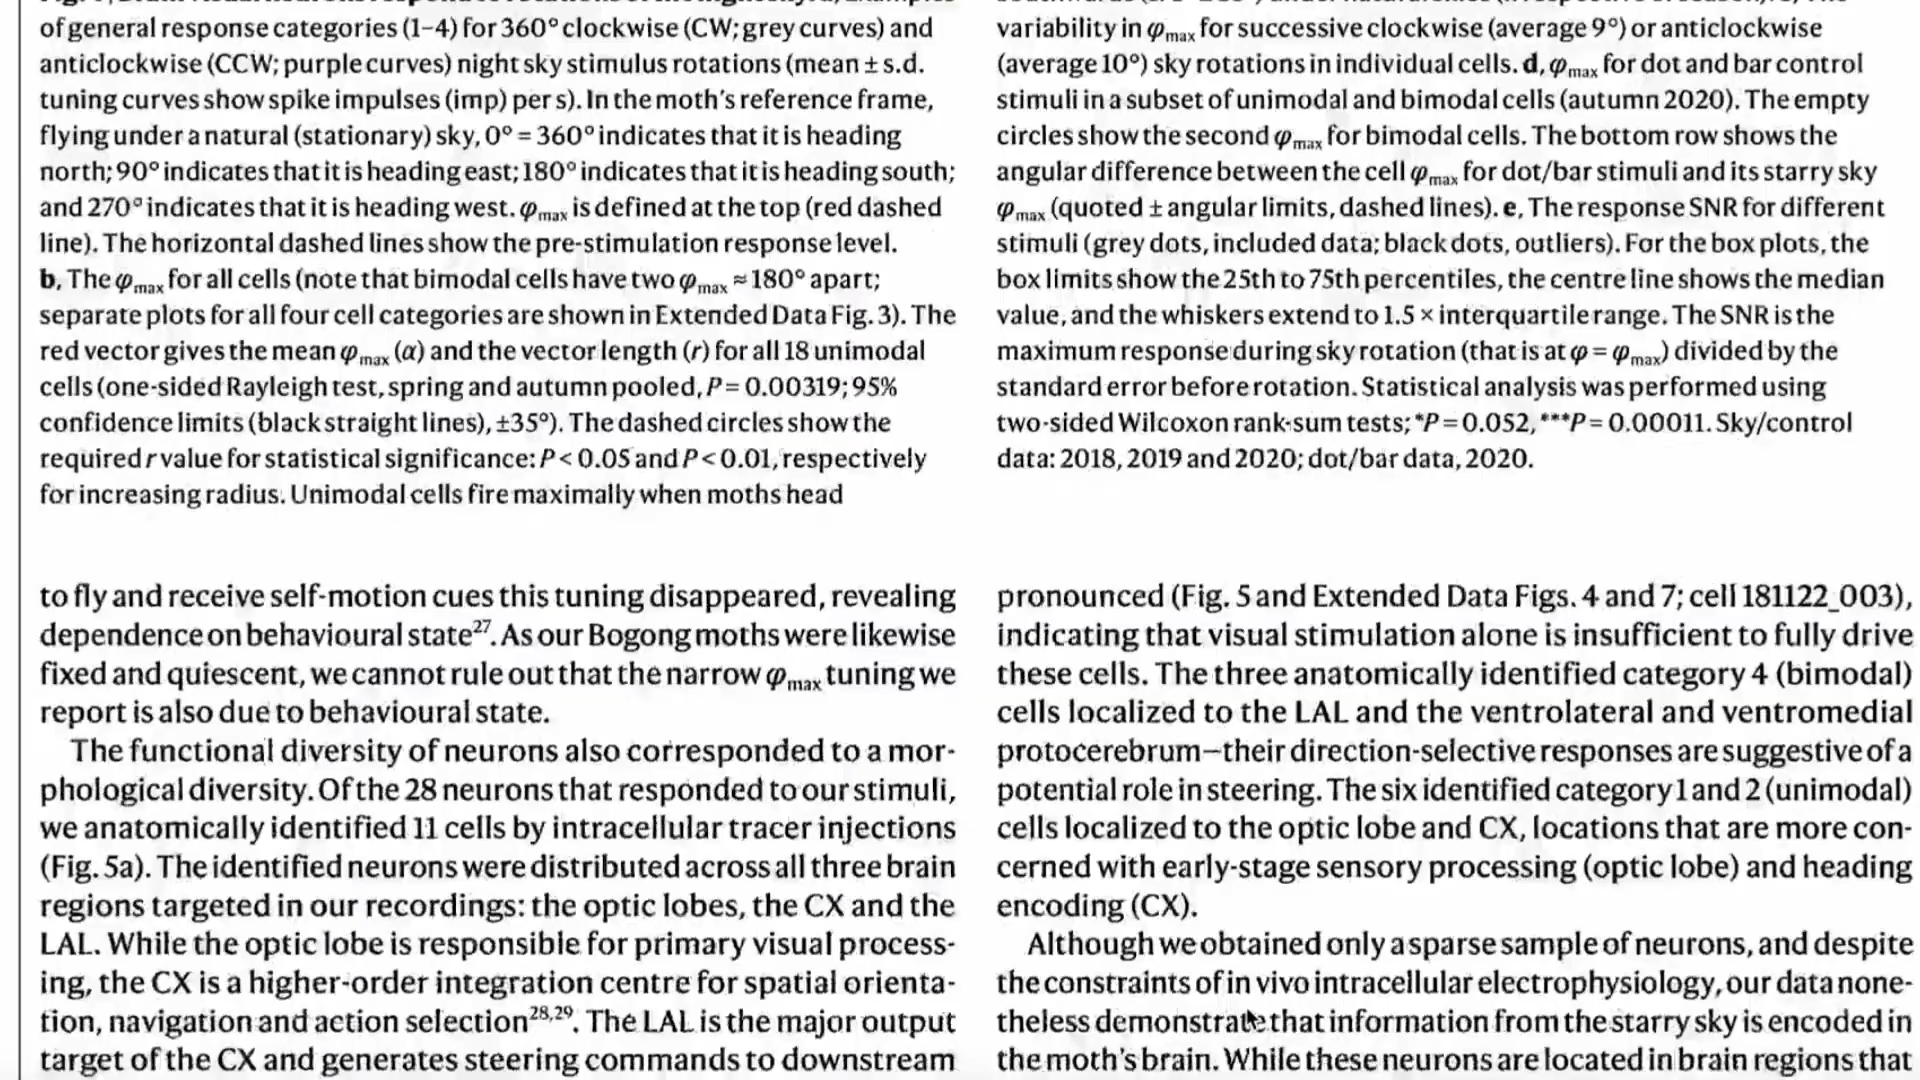 of general response categories (1–4) for 360° clockwise (CW; grey curves) and
anticlockwise (CCW; purple curves) night sky stimulus rotations (mean ± s.d.
tuning curves show spike impulses (imp) per s). In the moth's reference frame,
flying under a natural (stationary) sky, 0° = 360° indicates that it is heading
north; 90° indicates that it is heading east; 180° indicates that it is heading south;
and 270° indicates that it is heading west. φmax is defined at the top (red dashed
line). The horizontal dashed lines show the pre-stimulation response level.
b, The φmax for all cells (note that bimodal cells have two φmax ≈ 180° apart;
separate plots for all four cell categories are shown in Extended Data Fig. 3). The
red vector gives the mean φmax (α) and the vector length (r) for all 18 unimodal
cells (one-sided Rayleigh test, spring and autumn pooled, P = 0.00319; 95%
confidence limits (black straight lines), ±35°). The dashed circles show the
required r value for statistical significance: P < 0.05 and P < 0.01, respectively
for increasing radius. Unimodal cells fire maximally when moths head
variability in φmax for successive clockwise (average 9°) or anticlockwise
(average 10°) sky rotations in individual cells. d, φmax for dot and bar control
stimuli in a subset of unimodal and bimodal cells (autumn 2020). The empty
circles show the second φmax for bimodal cells. The bottom row shows the
angular difference between the cell φmax for dot/bar stimuli and its starry sky
φmax (quoted ± angular limits, dashed lines). e, The response SNR for different
stimuli (grey dots, included data; black dots, outliers). For the box plots, the
box limits show the 25th to 75th percentiles, the centre line shows the median
value, and the whiskers extend to 1.5 × interquartile range. The SNR is the
maximum response during sky rotation (that is at φ = φmax) divided by the
standard error before rotation. Statistical analysis was performed using
two-sided Wilcoxon rank-sum tests; *P = 0.052, ***P = 0.00011. Sky/control
data: 2018, 2019 and 2020; dot/bar data, 2020.
to fly and receive self-motion cues this tuning disappeared, revealing
dependence on behavioural state27. As our Bogong moths were likewise
fixed and quiescent, we cannot rule out that the narrow φmax tuning we
report is also due to behavioural state.
The functional diversity of neurons also corresponded to a mor-
phological diversity. Of the 28 neurons that responded to our stimuli,
we anatomically identified 11 cells by intracellular tracer injections
(Fig. 5a). The identified neurons were distributed across all three brain
regions targeted in our recordings: the optic lobes, the CX and the
LAL. While the optic lobe is responsible for primary visual process-
ing, the CX is a higher-order integration centre for spatial orienta-
tion, navigation and action selection28,29. The LAL is the major output
target of the CX and generates steering commands to downstream
pronounced (Fig. 5 and Extended Data Figs. 4 and 7; cell 181122_003),
indicating that visual stimulation alone is insufficient to fully drive
these cells. The three anatomically identified category 4 (bimodal)
cells localized to the LAL and the ventrolateral and ventromedial
protocerebrum—their direction-selective responses are suggestive of a
potential role in steering. The six identified category 1 and 2 (unimodal)
cells localized to the optic lobe and CX, locations that are more con-
cerned with early-stage sensory processing (optic lobe) and heading
encoding (CX).
Although we obtained only a sparse sample of neurons, and despite
the constraints of in vivo intracellular electrophysiology, our data none-
theless demonstrate that information from the starry sky is encoded in
the moth's brain. While these neurons are located in brain regions that